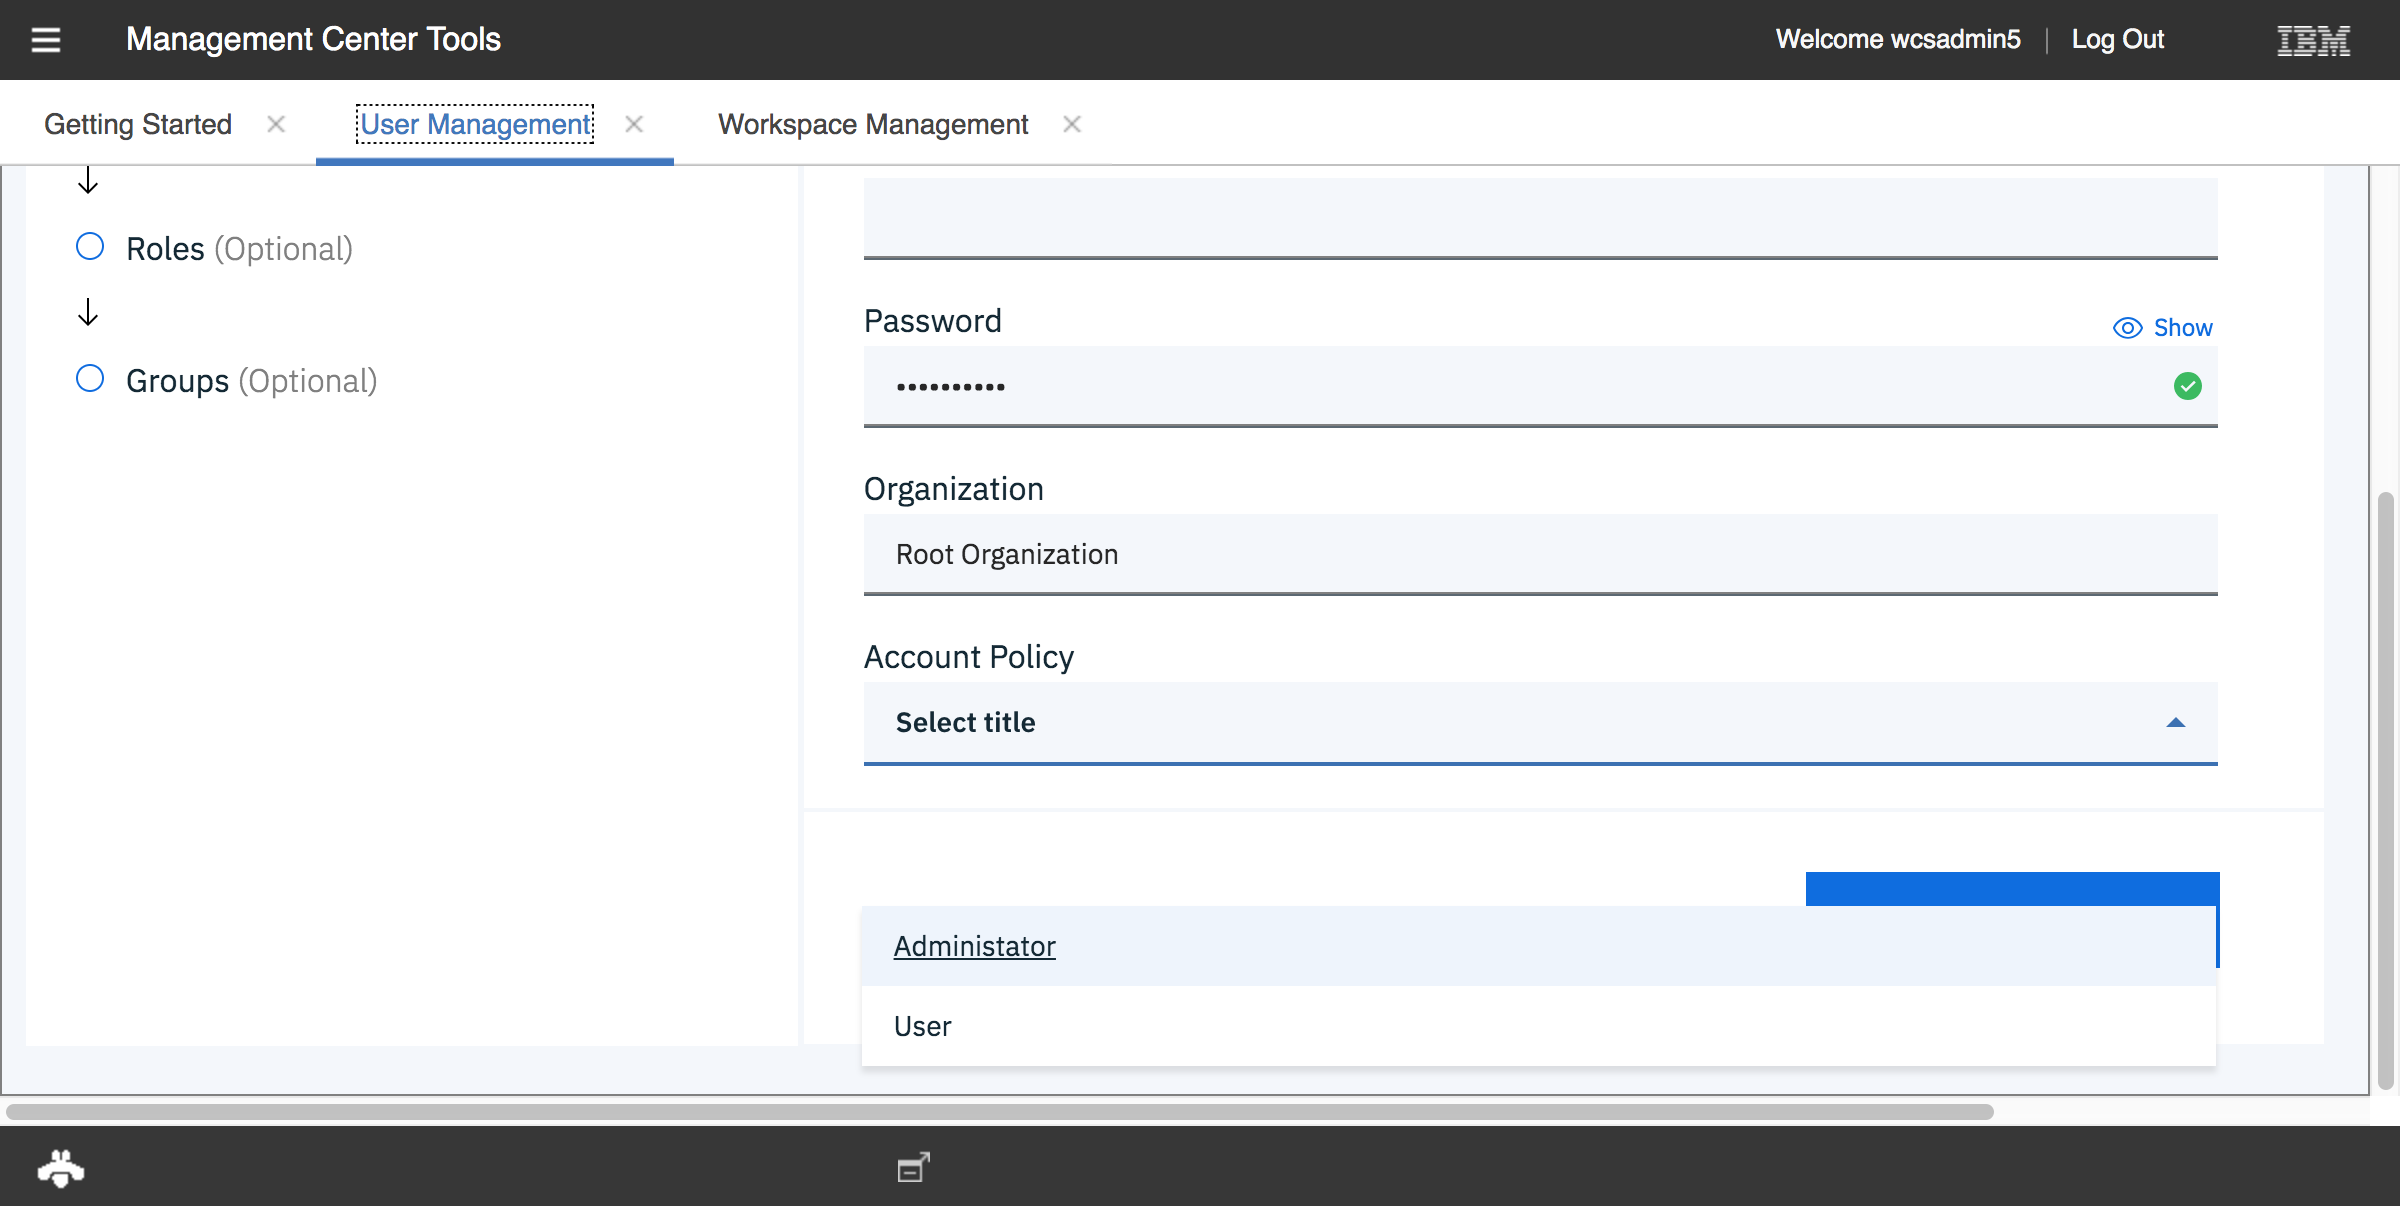 Management Center Tools
Welcome wcsadmin5 | Log Out
IBM
Getting Started
User Management
Workspace Management
Roles (Optional)
Groups (Optional)
Password
Show
••••••••••
Organization
Root Organization
Account Policy
Select title
Administator
User